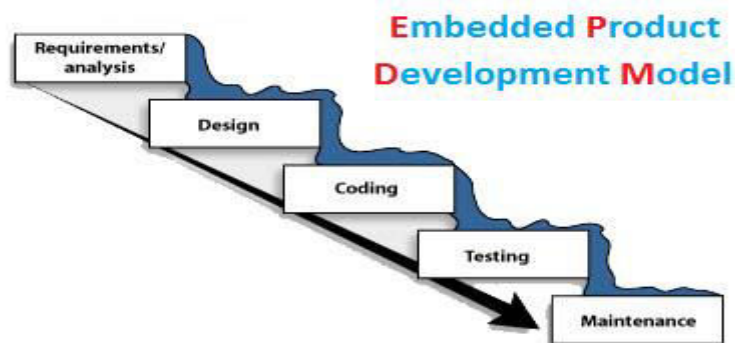 Embedded Product
Development Model
Requirements/
analysis
Design
Coding
Testing
Maintenance